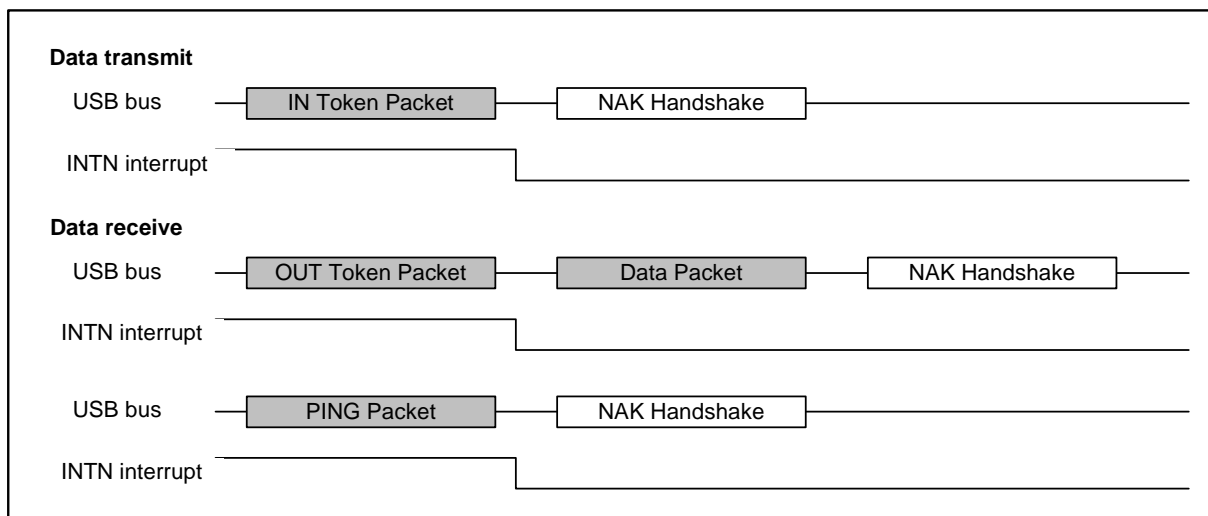 Data transmit
USB bus
IN Token Packet
NAK Handshake
INTN interrupt
Data receive
USB bus
OUT Token Packet
Data Packet
NAK Handshake
INTN interrupt
USB bus
PING Packet
NAK Handshake
INTN interrupt